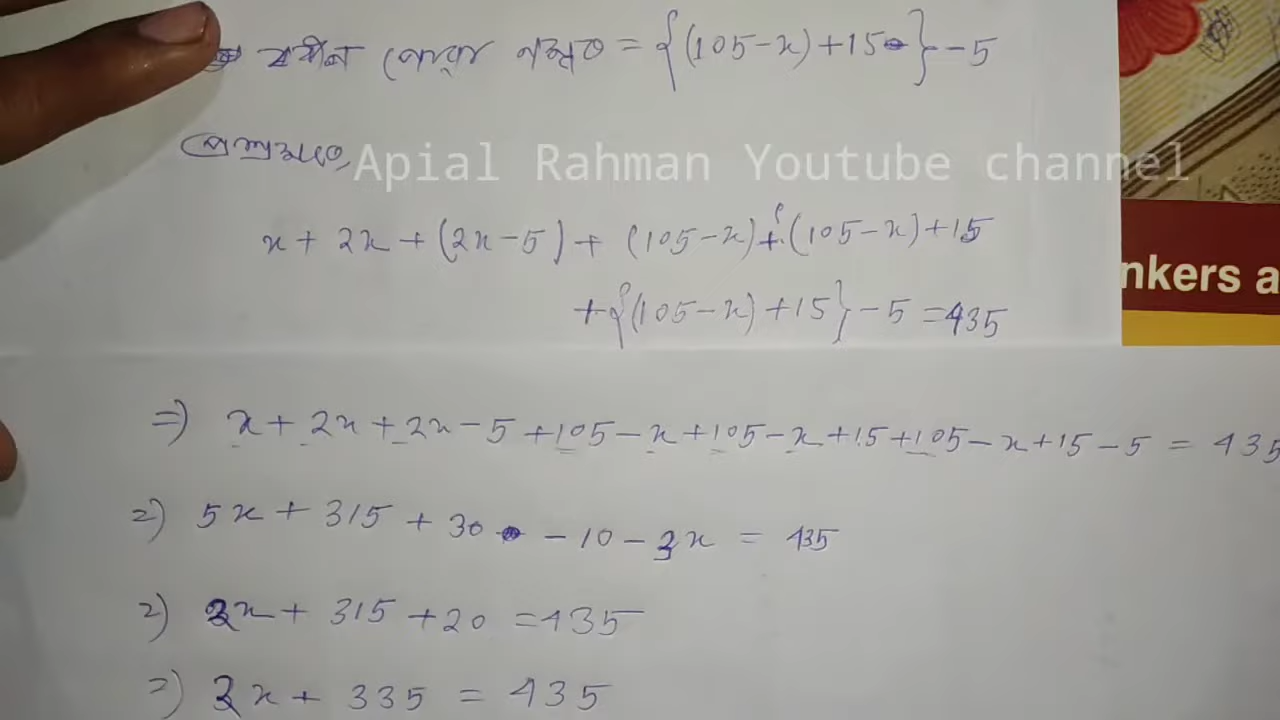 নম্বর = {(105-x)+15}-5
প্রশ্নমতে,
Apial Rahman Youtube channel
x + 2x + (2x-5) + (105-x) + {(105-x)+15
+ {(105-x)+15}-5 = 435
nkers a
⇒) x + 2x + 2x - 5 + 105 - x + 105 - x + 15 + 105 - x + 15 - 5 = 435
⇒) 5x + 315 + 30 - 10 - 3x = 435
⇒) 2x + 315 + 20 = 435
⇒) 2x + 335 = 435